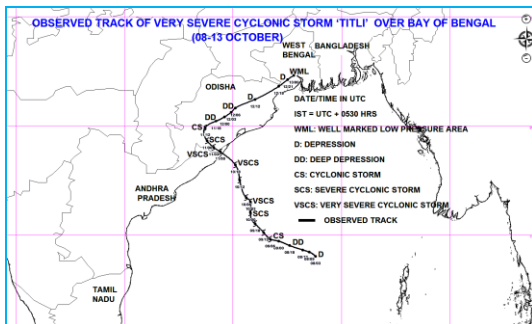 OBSERVED TRACK OF VERY SEVERE CYCLONIC STORM 'TITLI' OVER BAY OF BENGAL
(08-13 OCTOBER)
WEST BENGAL
BANGLADESH
WML
D
ODISHA
D
DD
DD
CS
SCS
VSCS
VSCS
ANDHRA PRADESH
VSCS
SCS
CS
DD
D
TAMIL NADU
DATE/TIME IN UTC
IST = UTC + 0530 HRS
WML: WELL MARKED LOW PRESSURE AREA
D: DEPRESSION
DD: DEEP DEPRESSION
CS: CYCLONIC STORM
SCS: SEVERE CYCLONIC STORM
VSCS: VERY SEVERE CYCLONIC STORM
OBSERVED TRACK